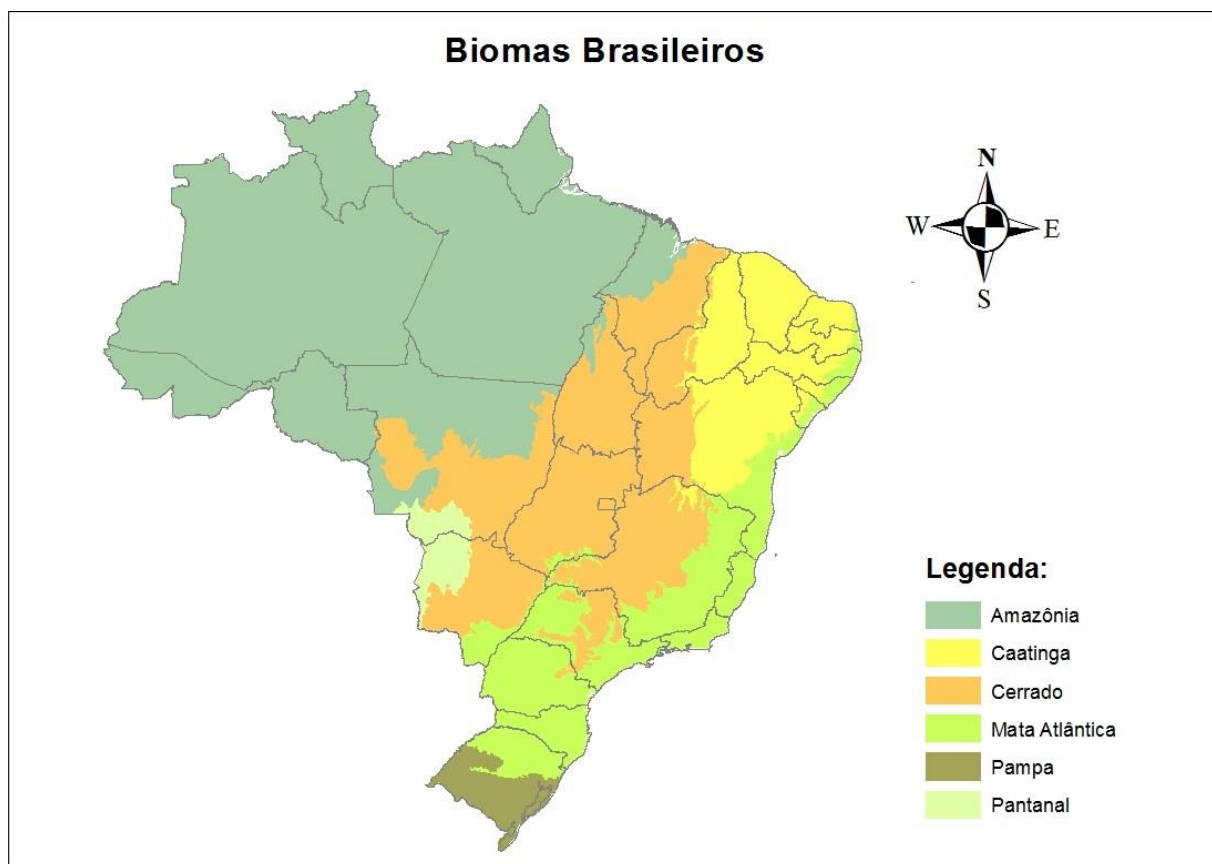 Biomas Brasileiros
N
W
E
S
Legenda:
Amazônia
Caatinga
Cerrado
Mata Atlântica
Pampa
Pantanal